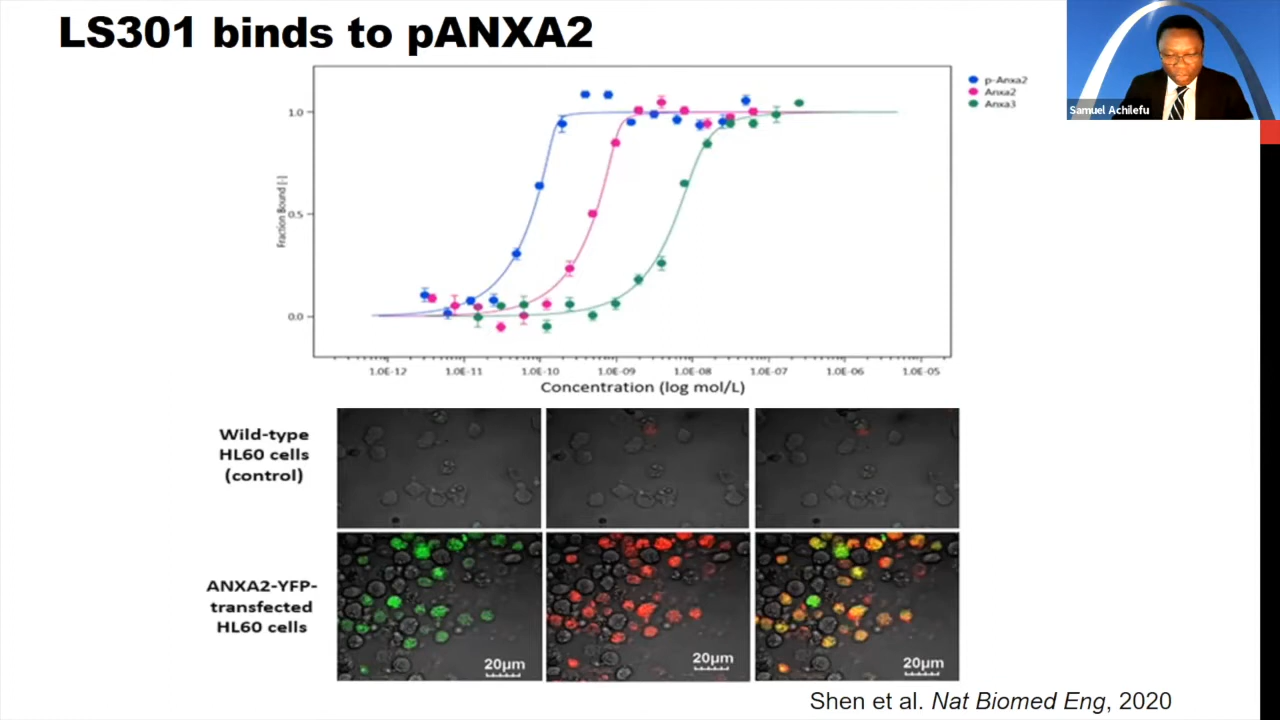 LS301 binds to pANXA2
Samuel Achilefu
p-Anxa2
Anxa2
Anxa3
Fraction Bound [-]
1.0
0.5
0.0
1.0E-12 1.0E-11 1.0E-10 1.0E-09 1.0E-08 1.0E-07 1.0E-06 1.0E-05
Concentration (log mol/L)
Wild-type
HL60 cells
(control)
ANXA2-YFP-
transfected
HL60 cells
20μm 20μm 20μm
Shen et al. Nat Biomed Eng, 2020